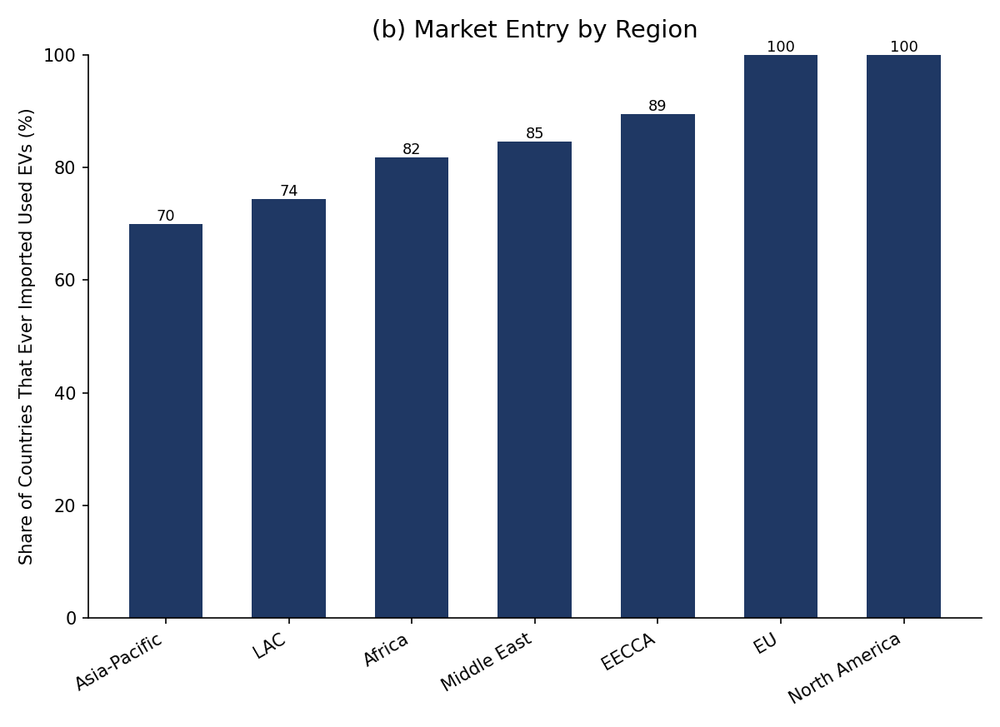 (b) Market Entry by Region
Share of Countries That Ever Imported Used EVs (%)
100
80
60
40
20
0
70
74
82
85
89
100
100
Asia-Pacific
LAC
Africa
Middle East
EECCA
EU
North America